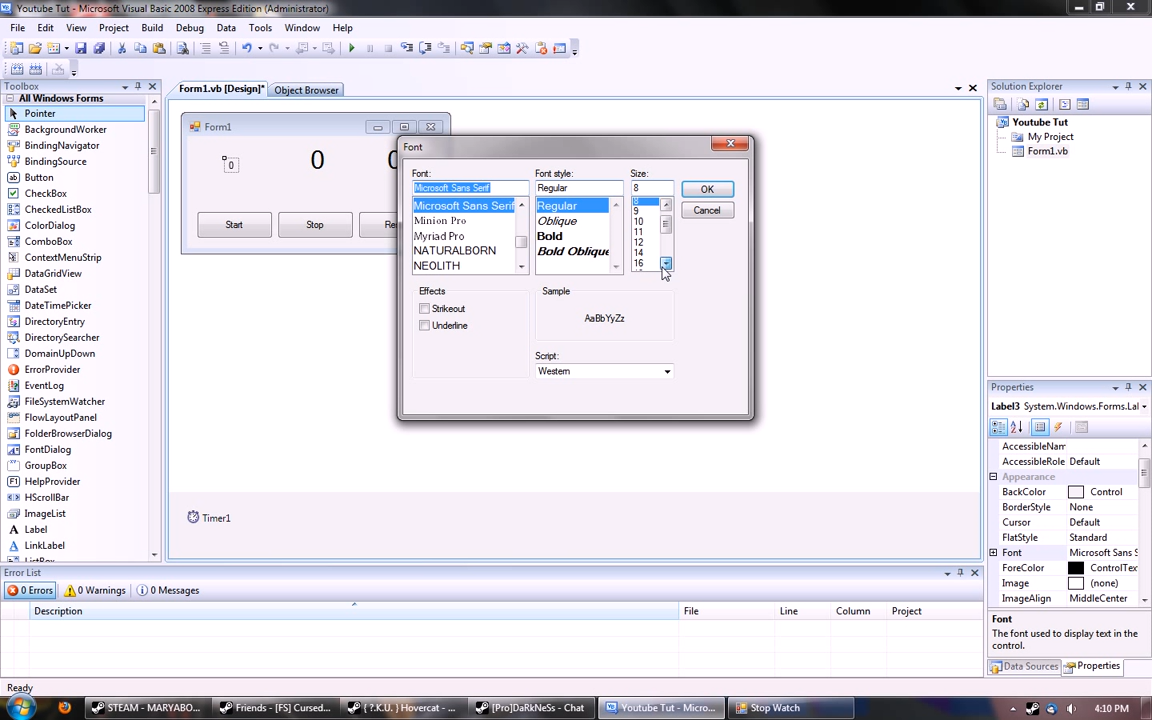 Youtube Tut - Microsoft Visual Basic 2008 Express Edition (Administrator)
File Edit View Project Build Debug Data Tools Window Help
Toolbox
All Windows Forms
Pointer
BackgroundWorker
BindingNavigator
BindingSource
Button
CheckBox
CheckedListBox
ColorDialog
ComboBox
ContextMenuStrip
DataGridView
DataSet
DateTimePicker
DirectoryEntry
DirectorySearcher
DomainUpDown
ErrorProvider
EventLog
FileSystemWatcher
FlowLayoutPanel
FolderBrowserDialog
FontDialog
GroupBox
HelpProvider
HScrollBar
ImageList
A Label
A LinkLabel
ListBox
Form1.vb [Design]* Object Browser
Form1
0 0 0
Start Stop Re
Timer1
Font
Font: Font style: Size:
Microsoft Sans Serif Regular 8
Microsoft Sans Serif Regular 8
Minion Pro Oblique 9
Myriad Pro Bold 10
NATURALBORN Bold Oblique 11
NEOLITH 12
14
16
OK
Cancel
Effects
Strikeout
Underline
Sample
AaBbYyZz
Script:
Western
Solution Explorer
Youtube Tut
My Project
Form1.vb
Properties
Label3 System.Windows.Forms.Lal
AccessibleNam
AccessibleRole Default
Appearance
BackColor Control
BorderStyle None
Cursor Default
FlatStyle Standard
Font Microsoft Sans S
ForeColor ControlTex
Image (none)
ImageAlign MiddleCenter
Font
The font used to display text in the
control.
Data Sources Properties
Error List
0 Errors 0 Warnings 0 Messages
Description File Line Column Project
Ready
STEAM - MARYABO... Friends - [FS] Cursed... { ?.K.U. } Hovercat - ... [Pro]DaRkNeSs - Chat Youtube Tut - Micro... Stop Watch 4:10 PM